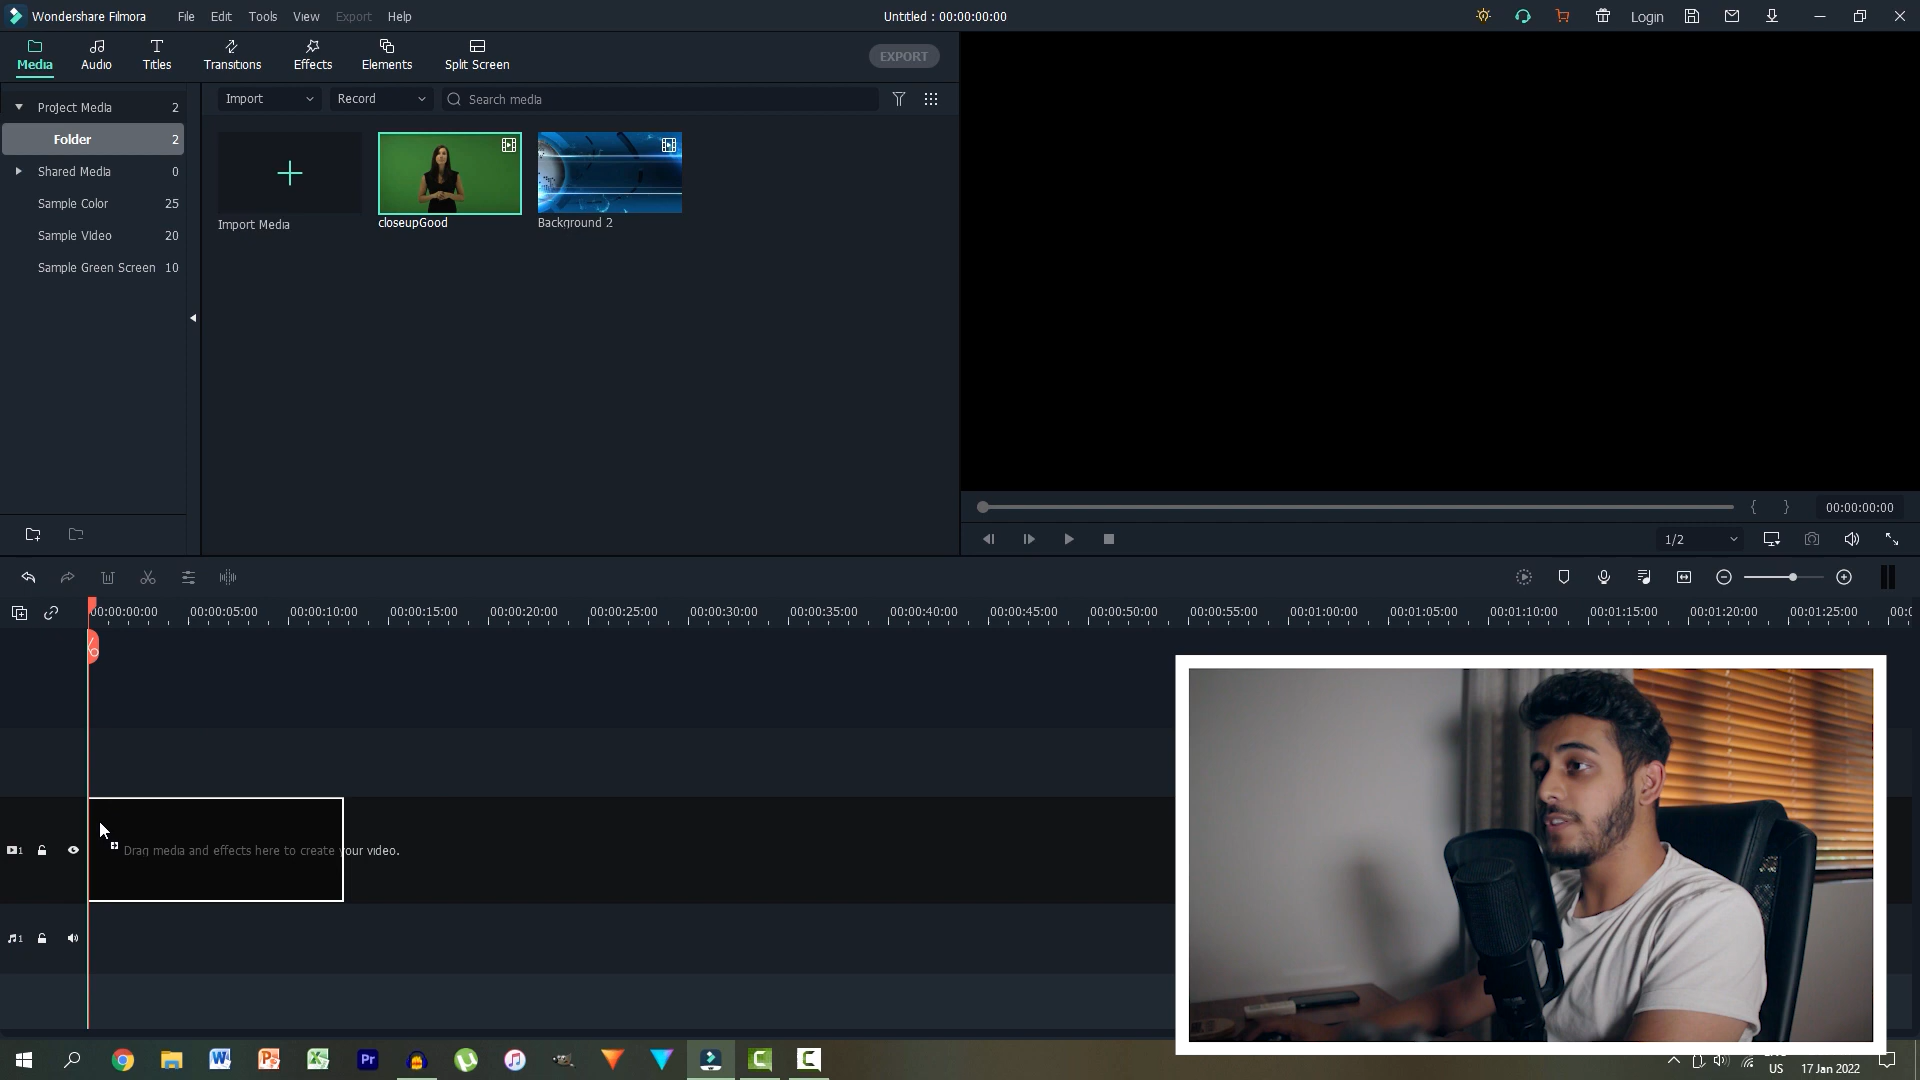 Wondershare Filmora File Edit Tools View Export Help Untitled : 00:00:00:00 Login
Media Audio Titles Transitions Effects Elements Split Screen EXPORT
Import Record Search media
Project Media 2
Folder 2
Shared Media 0
Sample Color 25
Sample Video 20
Sample Green Screen 10
Import Media closeupGood Background 2
{ } 00:00:00:00
1/2
00:00:00:00 00:00:05:00 00:00:10:00 00:00:15:00 00:00:20:00 00:00:25:00 00:00:30:00 00:00:35:00 00:00:40:00 00:00:45:00 00:00:50:00 00:00:55:00 00:01:00:00 00:01:05:00 00:01:10:00 00:01:15:00 00:01:20:00 00:01:25:00
1 Drag media and effects here to create your video.
1
Pr
US 17 Jan 2022